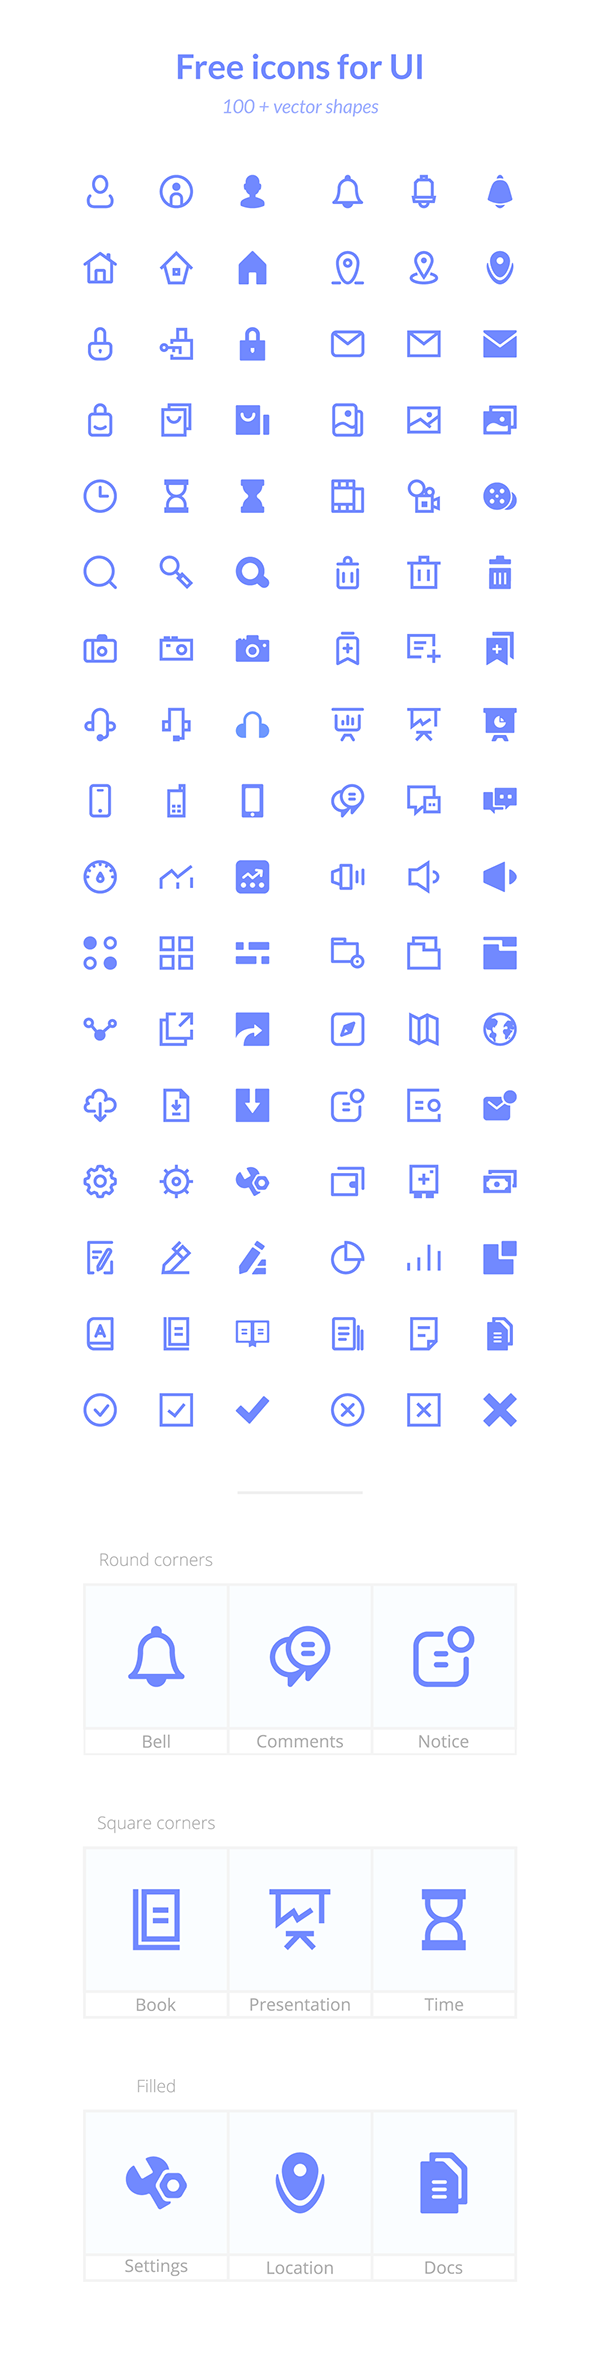 Free icons for UI
100 + vector shapes
A
Round corners
Bell Comments Notice
Square corners
Book Presentation Time
Filled
Settings Location Docs